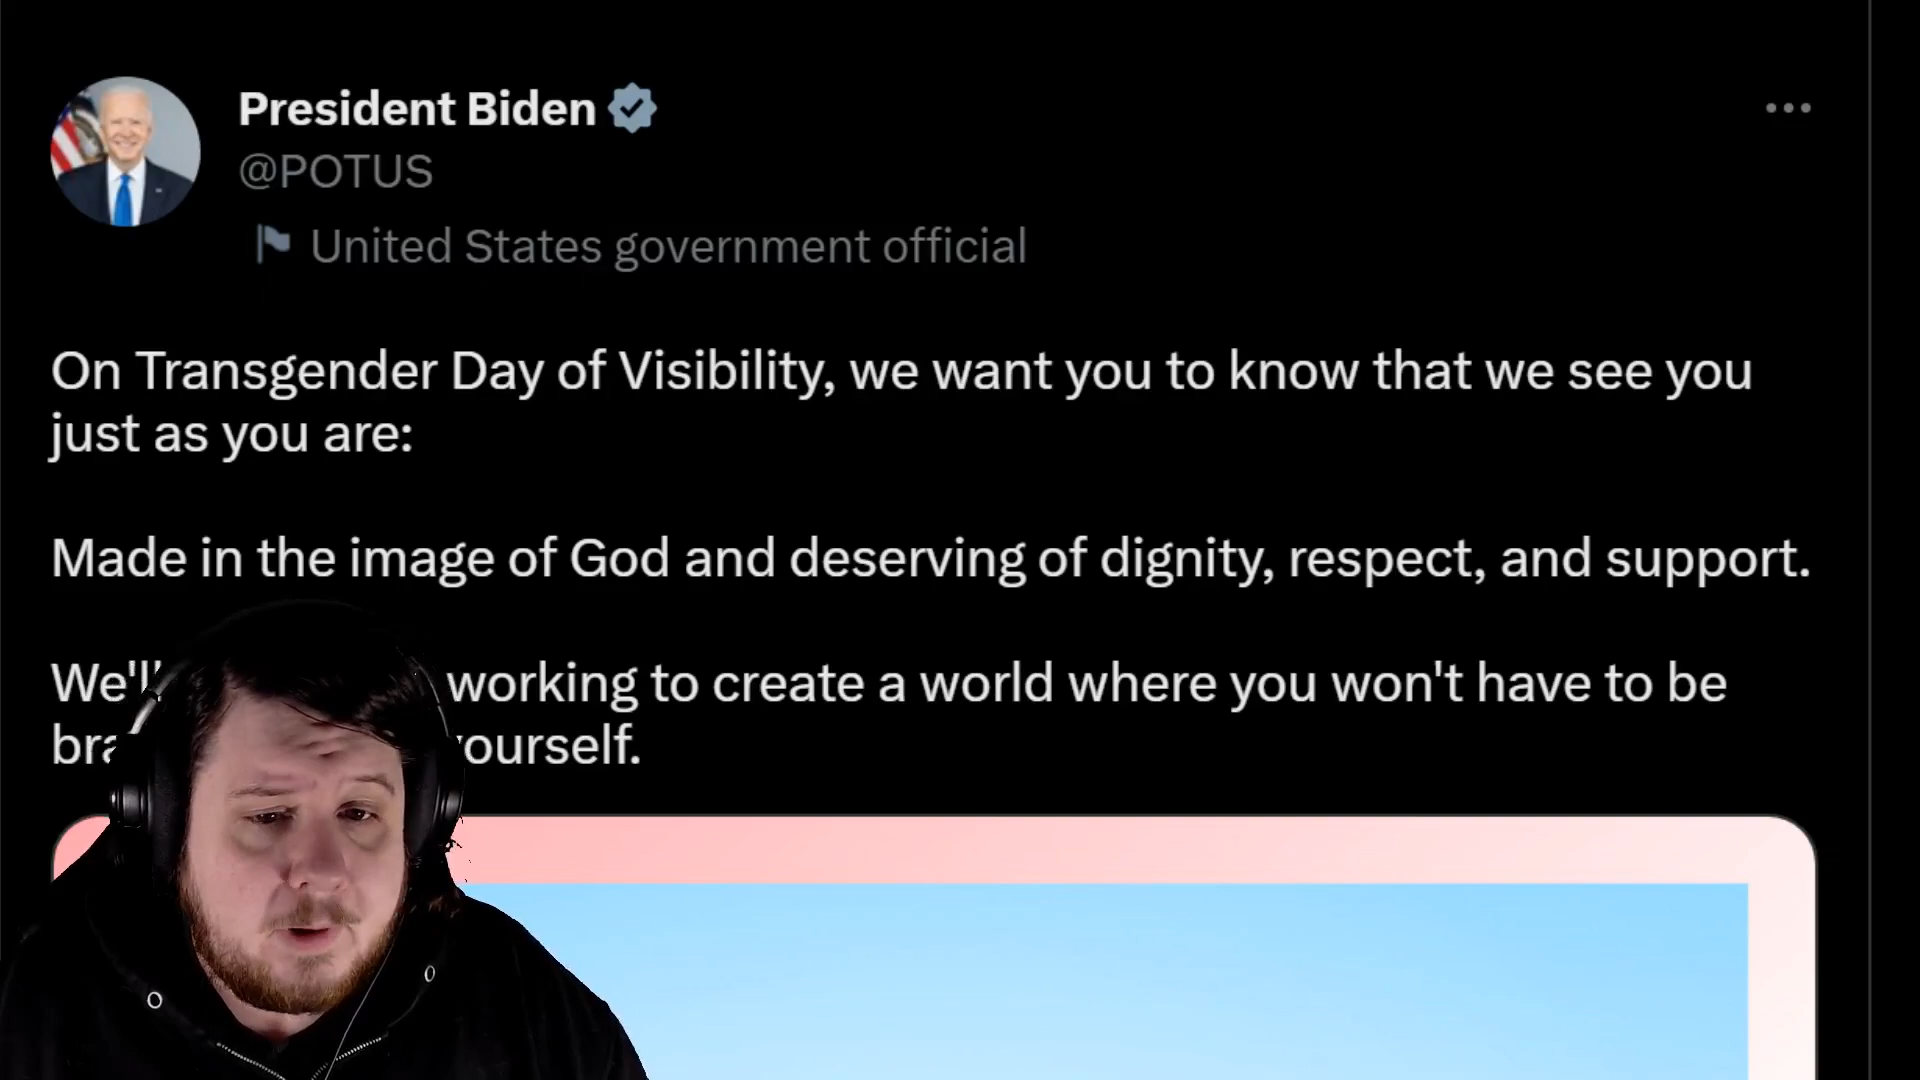 President Biden
@POTUS
United States government official
On Transgender Day of Visibility, we want you to know that we see you
just as you are:
Made in the image of God and deserving of dignity, respect, and support.
We'll working to create a world where you won't have to be
yourself.